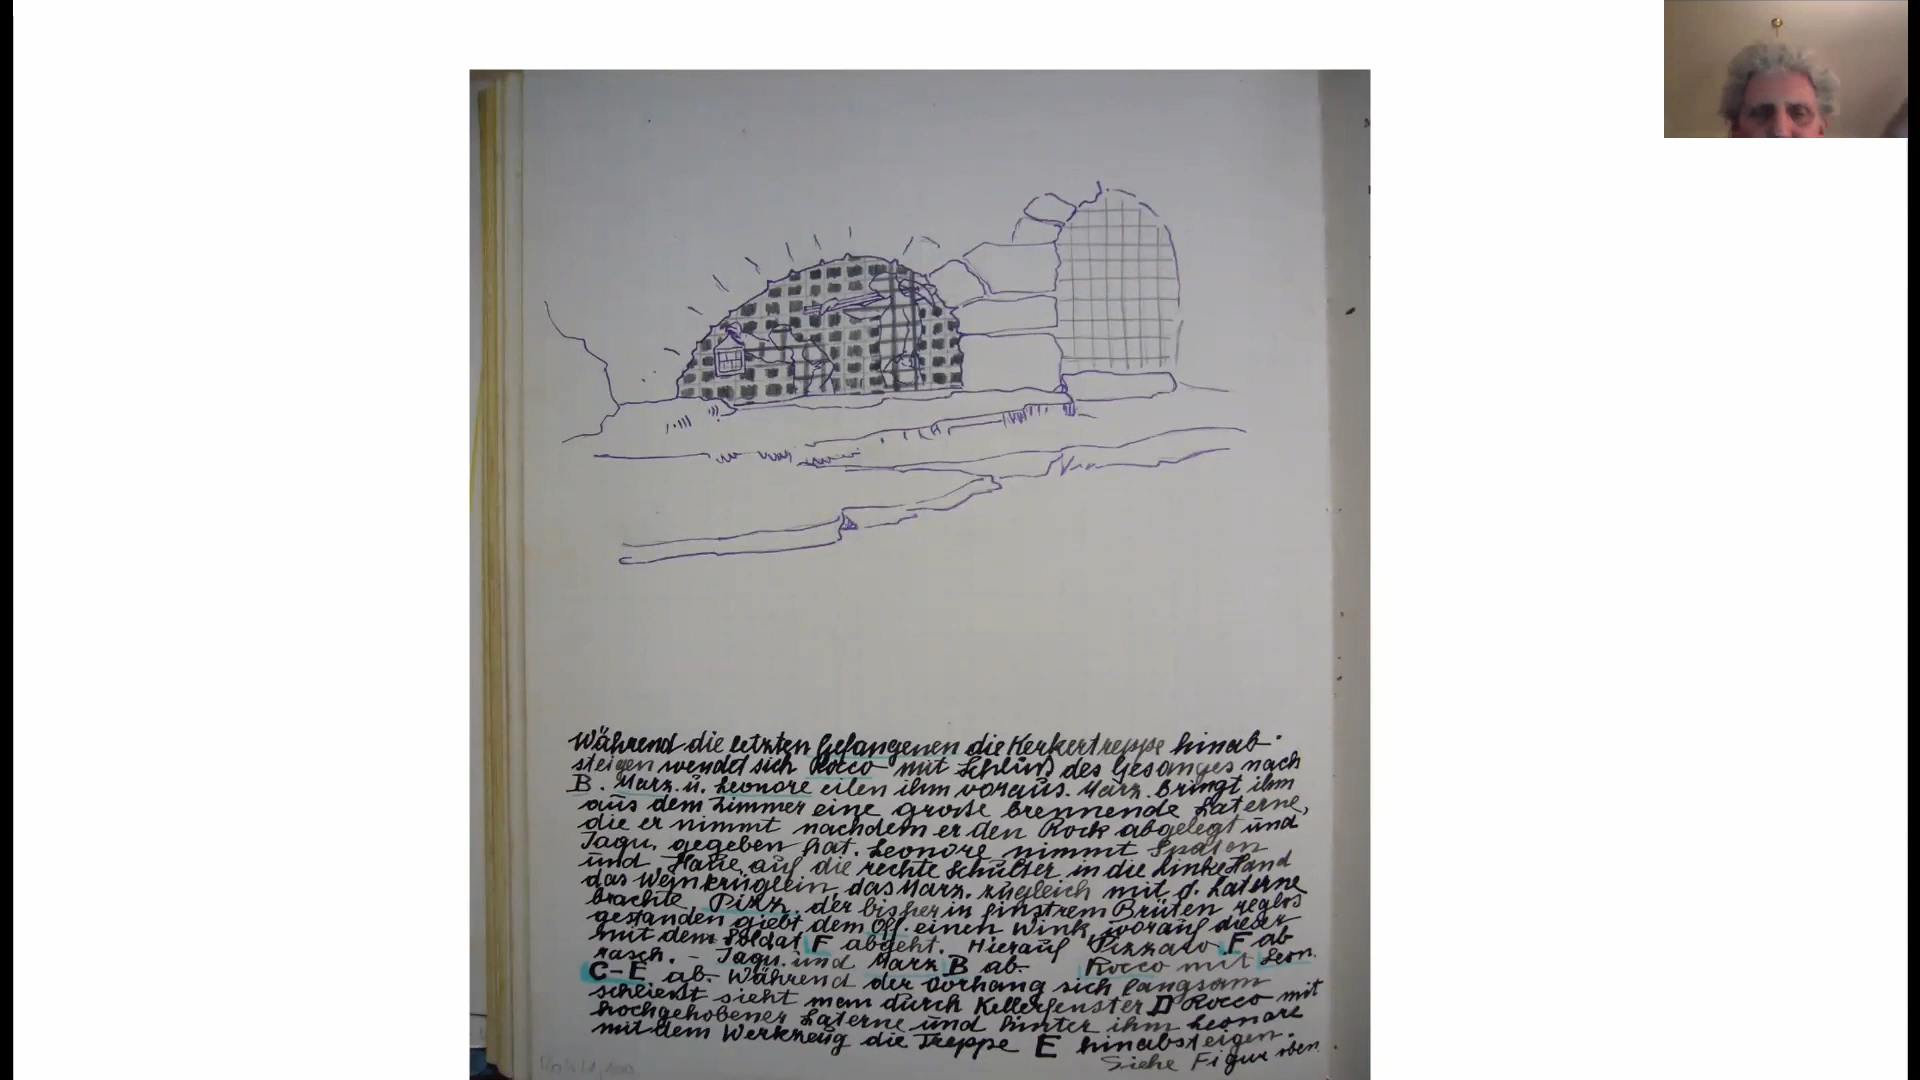 Während die letzten Gefangenen die Kerkertreppe hinab-
steigen wendet sich Rocco mit Schluß des Gesanges nach
B. Marz. u. Leonore eilen ihm voraus. Marz. bringt ihm
aus dem Zimmer eine große brennende Laterne,
die er nimmt nachdem er den Rock abgelegt und
Jaqu. gegeben hat. Leonore nimmt Spaten
und Haue auf die rechte Schulter in die linke Hand
das Weinkrüglein, das Marz. zugleich mit d. Laterne
brachte. Pizz. der bisher in finstrem Brüten reglos
gestanden giebt dem Off. einen Wink, worauf dieser
mit dem Soldat F abgeht. Hierauf Pizzaro F ab
rasch. – Jaqu. und Marz B ab. Rocco mit Leon.
C–E ab. Während der Vorhang sich langsam
schließt sieht man durch Kellerfenster D Rocco mit
hochgehobener Laterne und hinter ihm Leonore
mit dem Werkzeug die Treppe E hinabsteigen.
Siehe Figur oben.